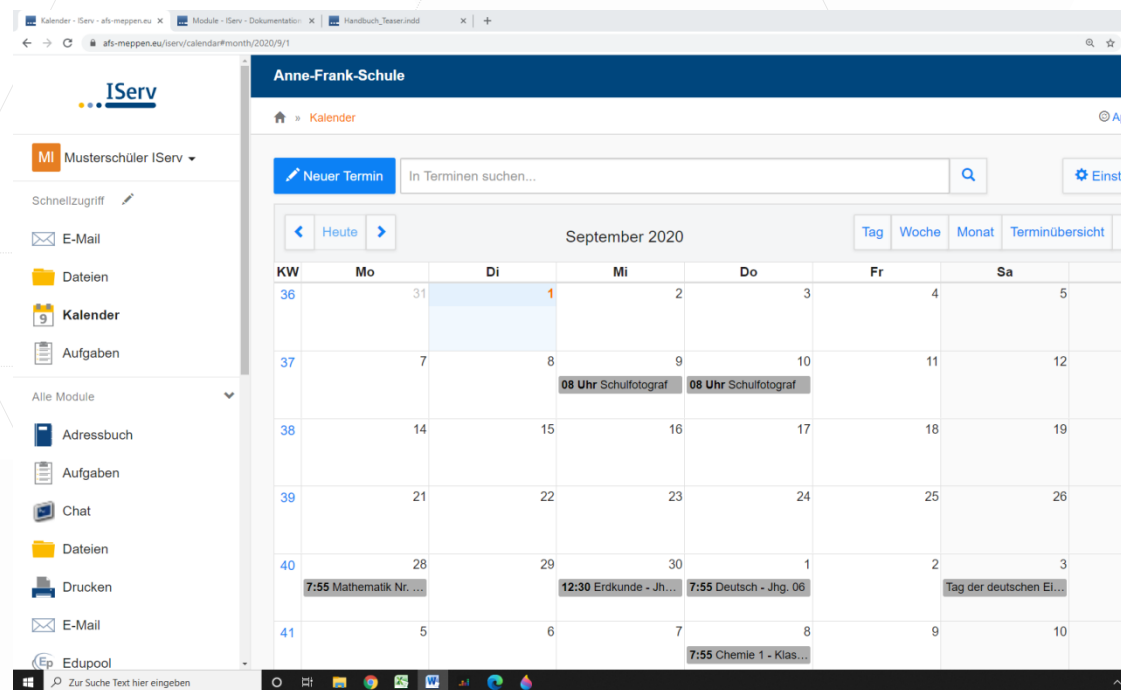 Kalender - IServ - afs-meppen.eu
Module - IServ - Dokumentation
Handbuch_Teaser.indd
afs-meppen.eu/iserv/calendar#month/2020/9/1
IServ
MI Musterschüler IServ
Schnellzugriff
E-Mail
Dateien
9 Kalender
Aufgaben
Alle Module
Adressbuch
Aufgaben
Chat
Dateien
Drucken
E-Mail
Ep Edupool
Anne-Frank-Schule
» Kalender
Neuer Termin In Terminen suchen...
Heute September 2020 Tag Woche Monat Terminübersicht
KW Mo Di Mi Do Fr Sa
36 31 1 2 3 4 5
37 7 8 9 10 11 12
08 Uhr Schulfotograf 08 Uhr Schulfotograf
38 14 15 16 17 18 19
39 21 22 23 24 25 26
40 28 29 30 1 2 3
7:55 Mathematik Nr. ... 12:30 Erdkunde - Jh... 7:55 Deutsch - Jhg. 06 Tag der deutschen Ei...
41 5 6 7 8 9 10
7:55 Chemie 1 - Klas...
Zur Suche Text hier eingeben